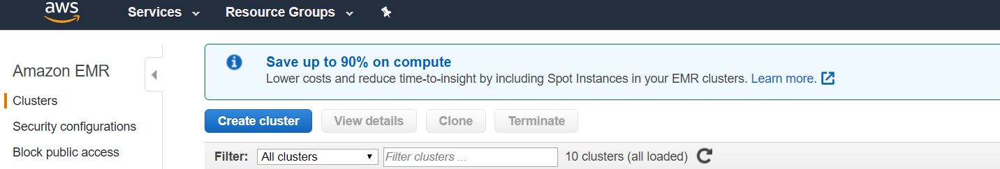 aws Services Resource Groups
Save up to 90% on compute
Lower costs and reduce time-to-insight by including Spot Instances in your EMR clusters. Learn more.
Amazon EMR
Clusters
Security configurations
Block public access
Create cluster View details Clone Terminate
Filter: All clusters Filter clusters ... 10 clusters (all loaded)